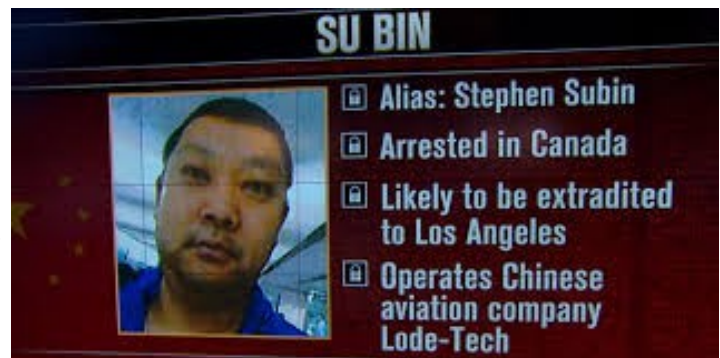 SU BIN
Alias: Stephen Subin
Arrested in Canada
Likely to be extradited
to Los Angeles
Operates Chinese
aviation company
Lode-Tech